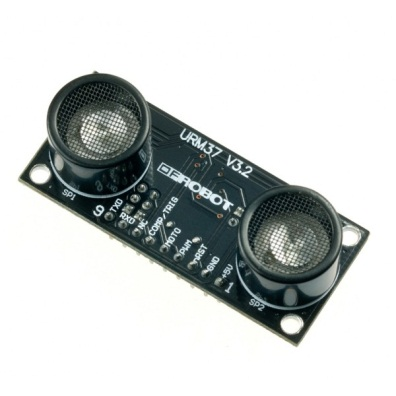 URM37 V3.2
DFROBOT
SP1
9
TXD
RXD
NC
COMP/TRIG
MOTO
PWM
RST
GND
+5V
1
SP2